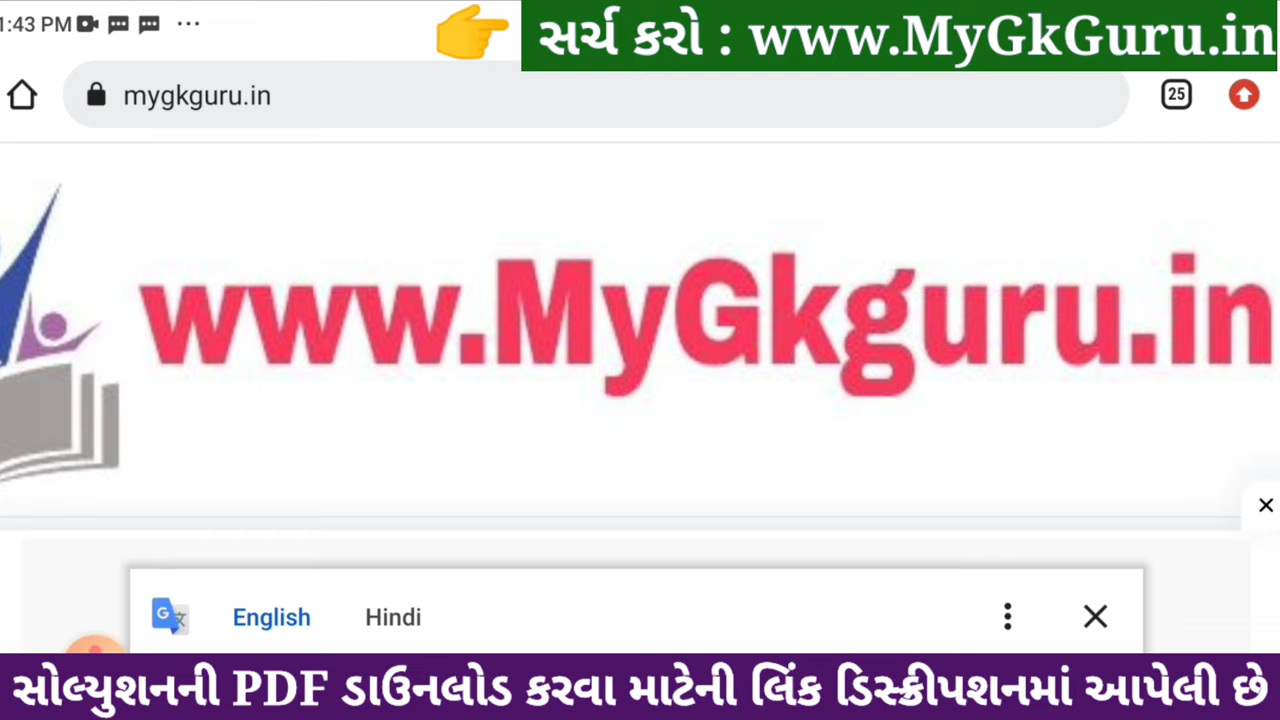 1:43 PM ...
👉 સર્ચ કરો : www.MyGkGuru.in
mygkguru.in
25
www.MyGkguru.in
English Hindi
સોલ્યુશનની PDF ડાઉનલોડ કરવા માટેની લિંક ડિસ્ક્રીપશનમાં આપેલી છે